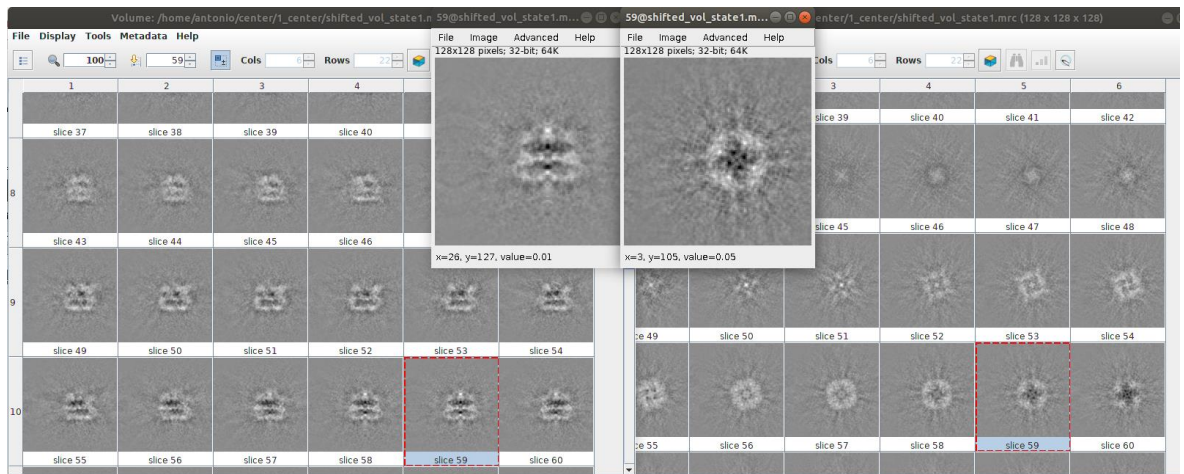 Volume: /home/antonio/center/1_center/shifted_vol_state1.m
59@shifted_vol_state1.m...
59@shifted_vol_state1.m...
enter/1_center/shifted_vol_state1.mrc (128 x 128 x 128)
File Display Tools Metadata Help
File Image Advanced Help
File Image Advanced Help
128x128 pixels; 32-bit; 64K
128x128 pixels; 32-bit; 64K
100 59 Cols 6 Rows 22
Cols 6 Rows 22
1 2 3 4
3 4 5 6
slice 37 slice 38 slice 39 slice 40
slice 39 slice 40 slice 41 slice 42
8
slice 43 slice 44 slice 45 slice 46
slice 45 slice 46 slice 47 slice 48
x=26, y=127, value=0.01
x=3, y=105, value=0.05
9
slice 49 slice 50 slice 51 slice 52 slice 53 slice 54
e 49 slice 50 slice 51 slice 52 slice 53 slice 54
10
slice 55 slice 56 slice 57 slice 58 slice 59 slice 60
e 55 slice 56 slice 57 slice 58 slice 59 slice 60